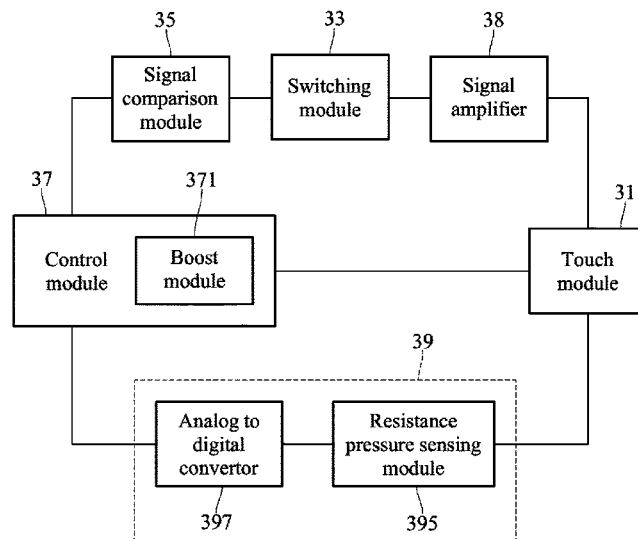 35
33
38
Signal
comparison
module
Switching
module
Signal
amplifier
37
371
31
Control
module
Boost
module
Touch
module
39
Analog to
digital
convertor
Resistance
pressure sensing
module
397
395